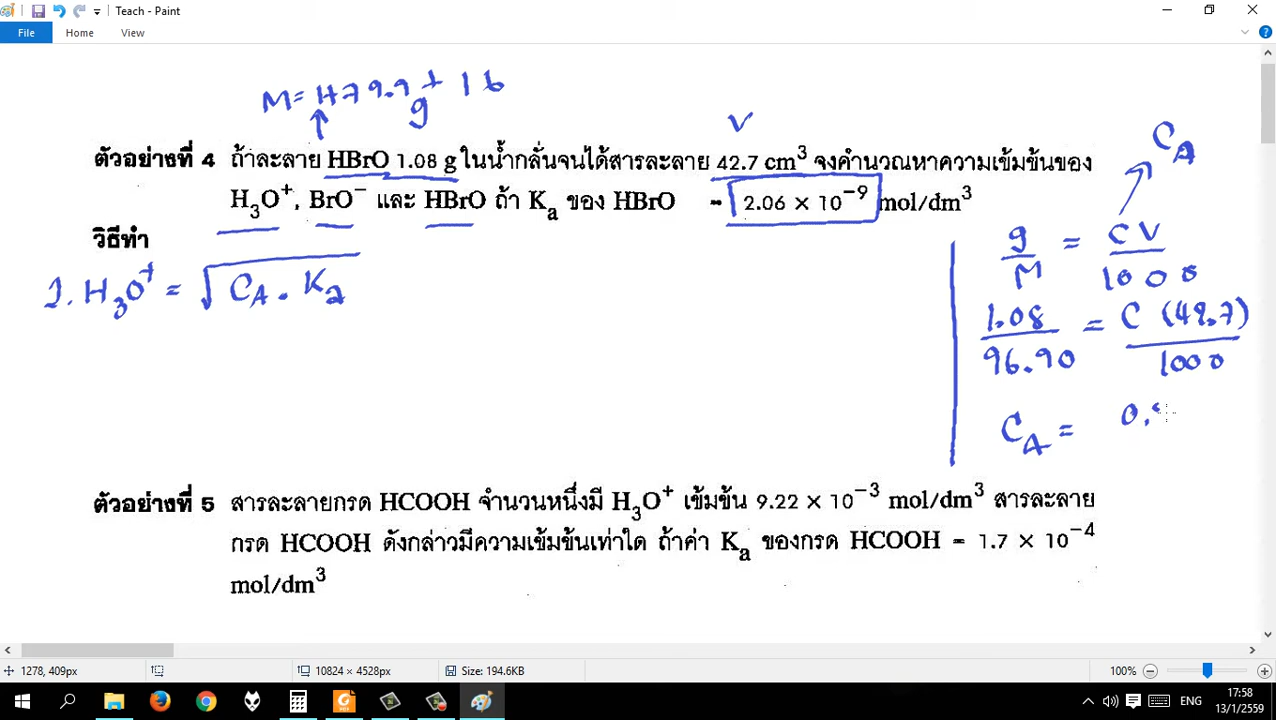 Teach - Paint
File Home View
M= H79.9+16
g
V
ตัวอย่างที่ 4 ถ้าละลาย HBrO 1.08 g ในน้ำกลั่นจนได้สารละลาย 42.7 cm³ จงคำนวณหาความเข้มข้นของ
H₃O⁺, BrO⁻ และ HBrO ถ้า Kₐ ของ HBrO = 2.06 × 10⁻⁹ mol/dm³
วิธีทำ
H₃O⁺ = √C_A . Kₐ
C_A
g/M = CV/1000
1.08/96.90 = C (42.7)/1000
C_A =
ตัวอย่างที่ 5 สารละลายกรด HCOOH จำนวนหนึ่งมี H₃O⁺ เข้มข้น 9.22 × 10⁻³ mol/dm³ สารละลาย
กรด HCOOH ดังกล่าวมีความเข้มข้นเท่าใด ถ้าค่า Kₐ ของกรด HCOOH = 1.7 × 10⁻⁴
mol/dm³
1278, 409px 10824 × 4528px Size: 194.6KB 100%
ENG 17:58
13/1/2559